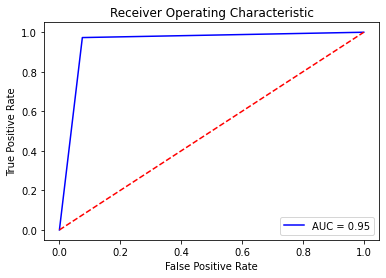 Receiver Operating Characteristic
True Positive Rate
1.0
0.8
0.6
0.4
0.2
0.0
AUC = 0.95
0.0 0.2 0.4 0.6 0.8 1.0
False Positive Rate